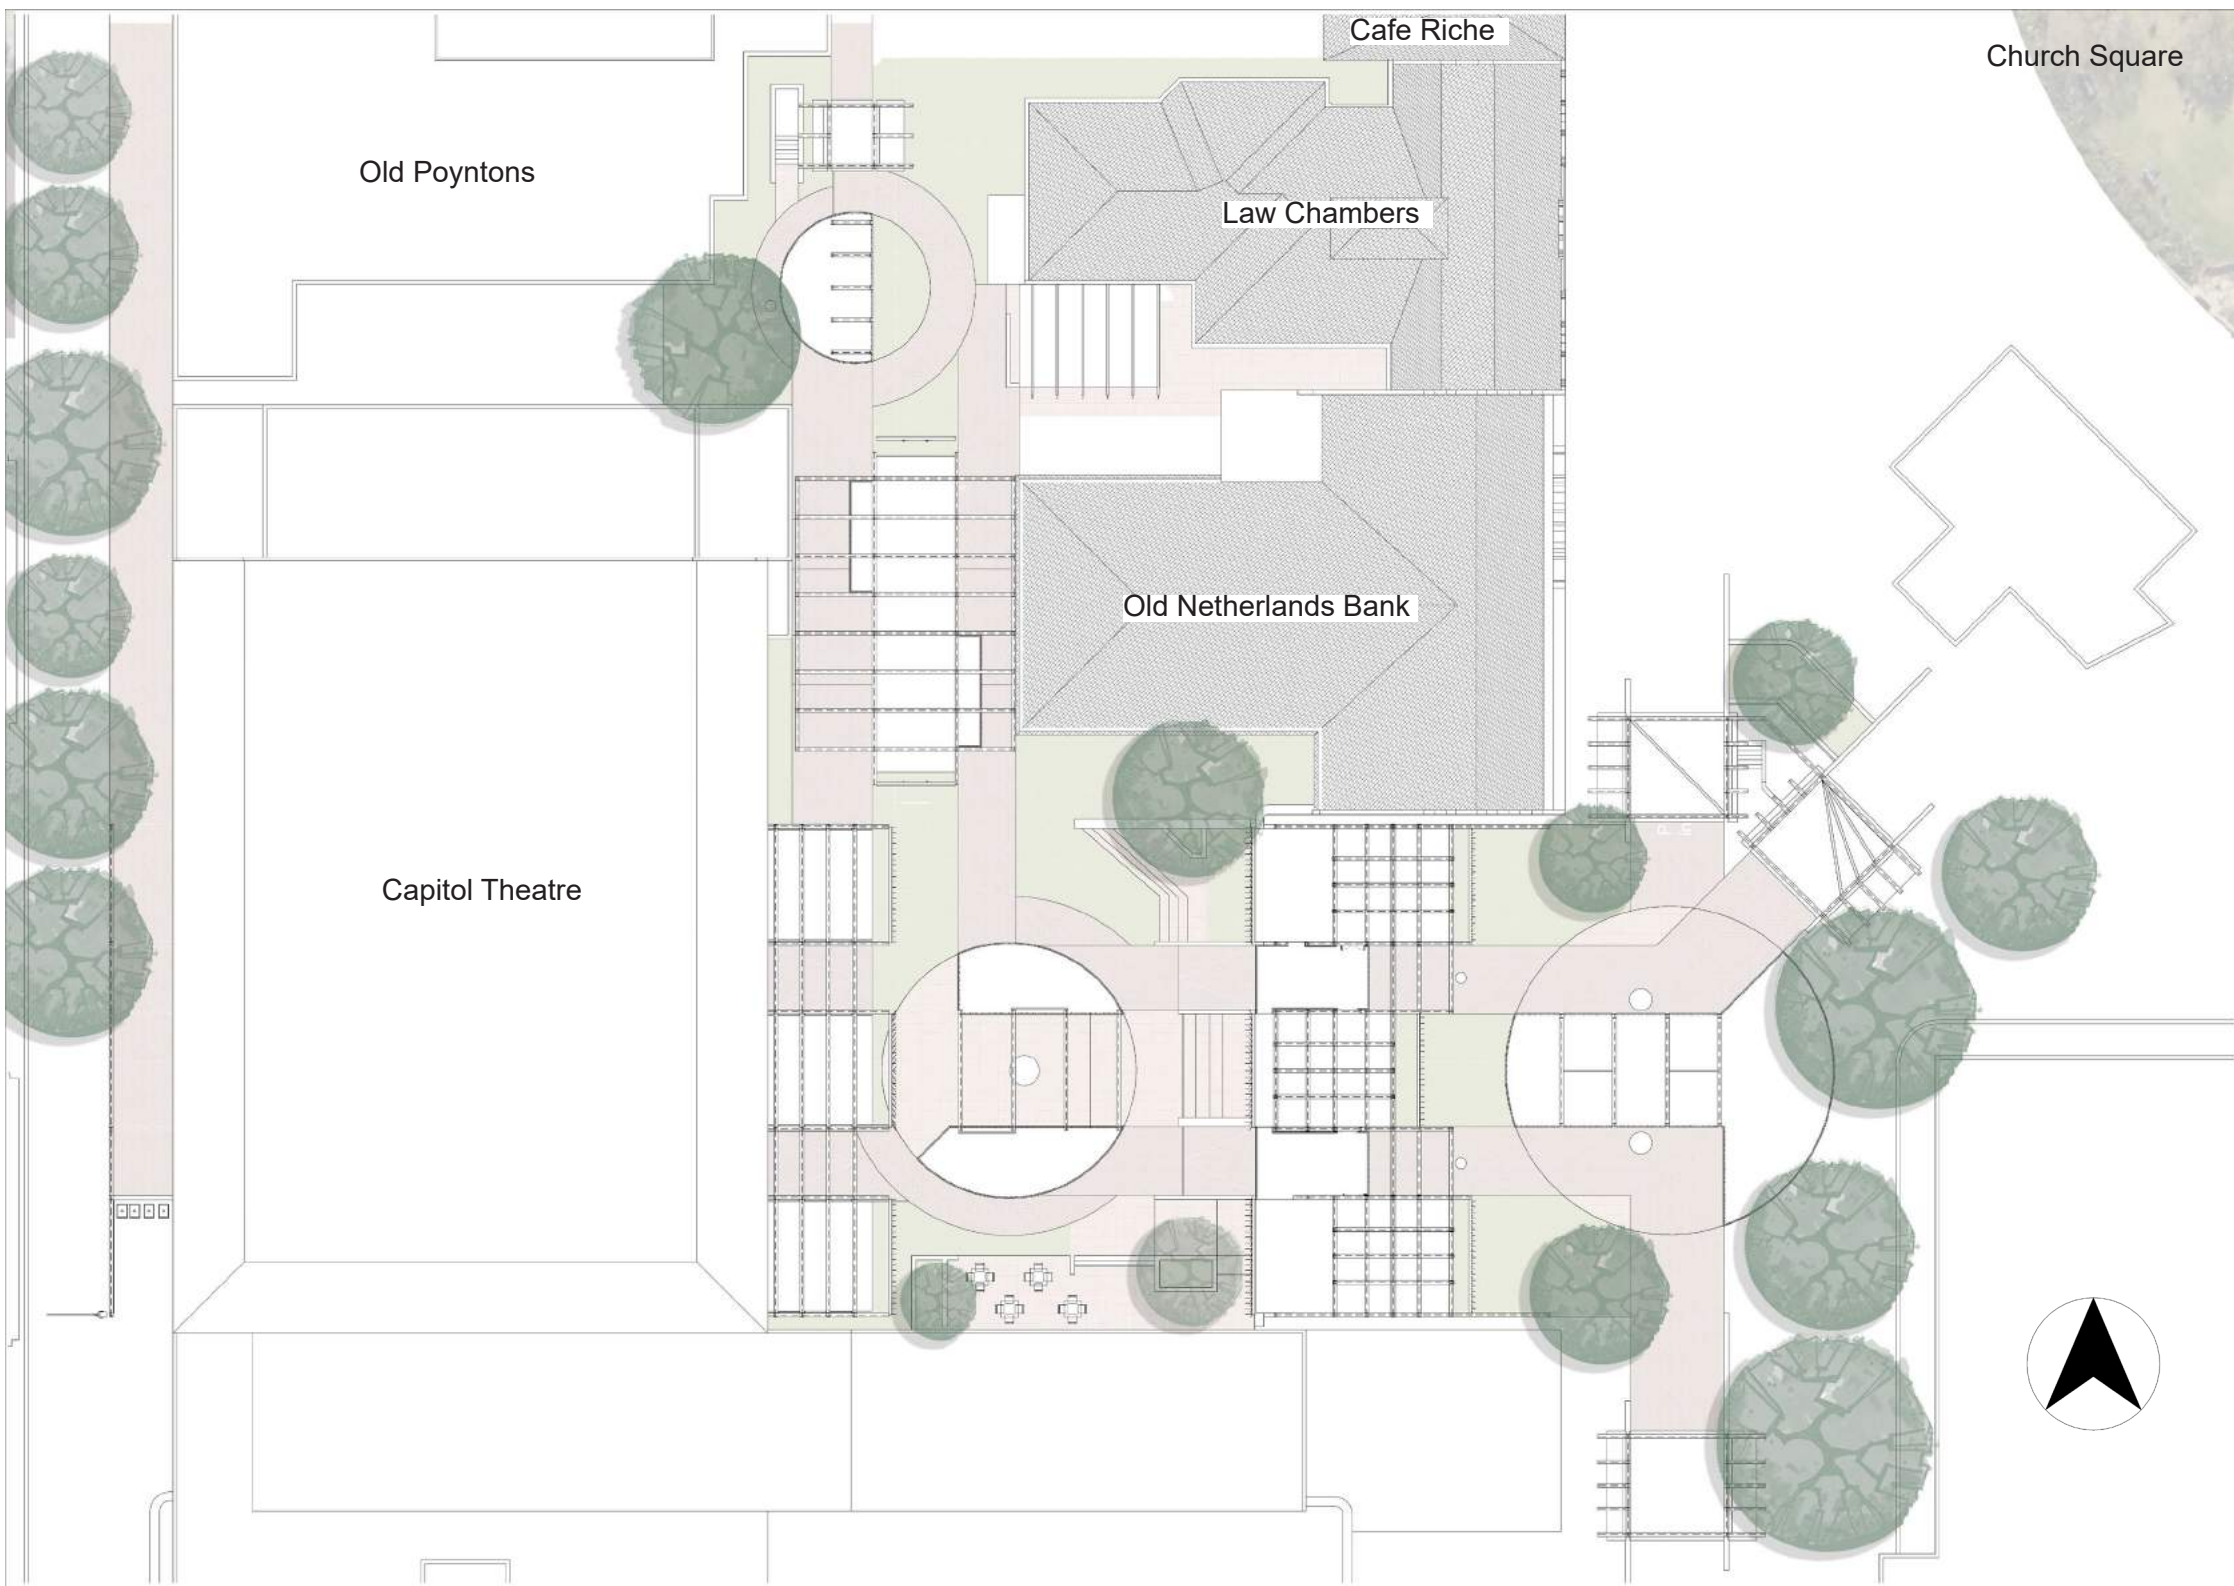 Cafe Riche
Church Square
Old Poyntons
Law Chambers
Old Netherlands Bank
Capitol Theatre